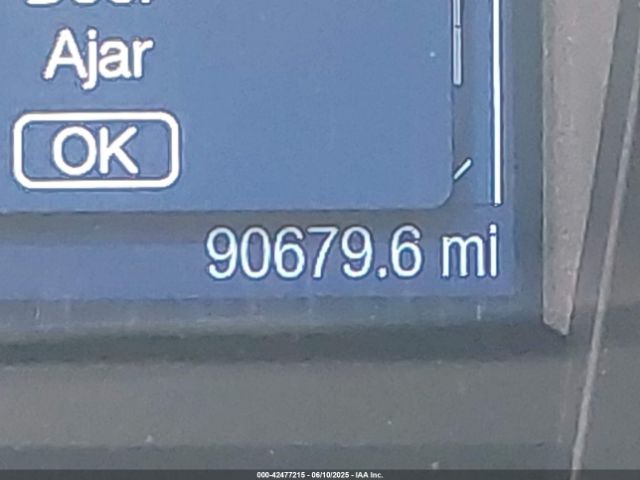 Ajar
OK
90679.6 mi
000-42477215 - 06/10/2025 - IAA Inc.